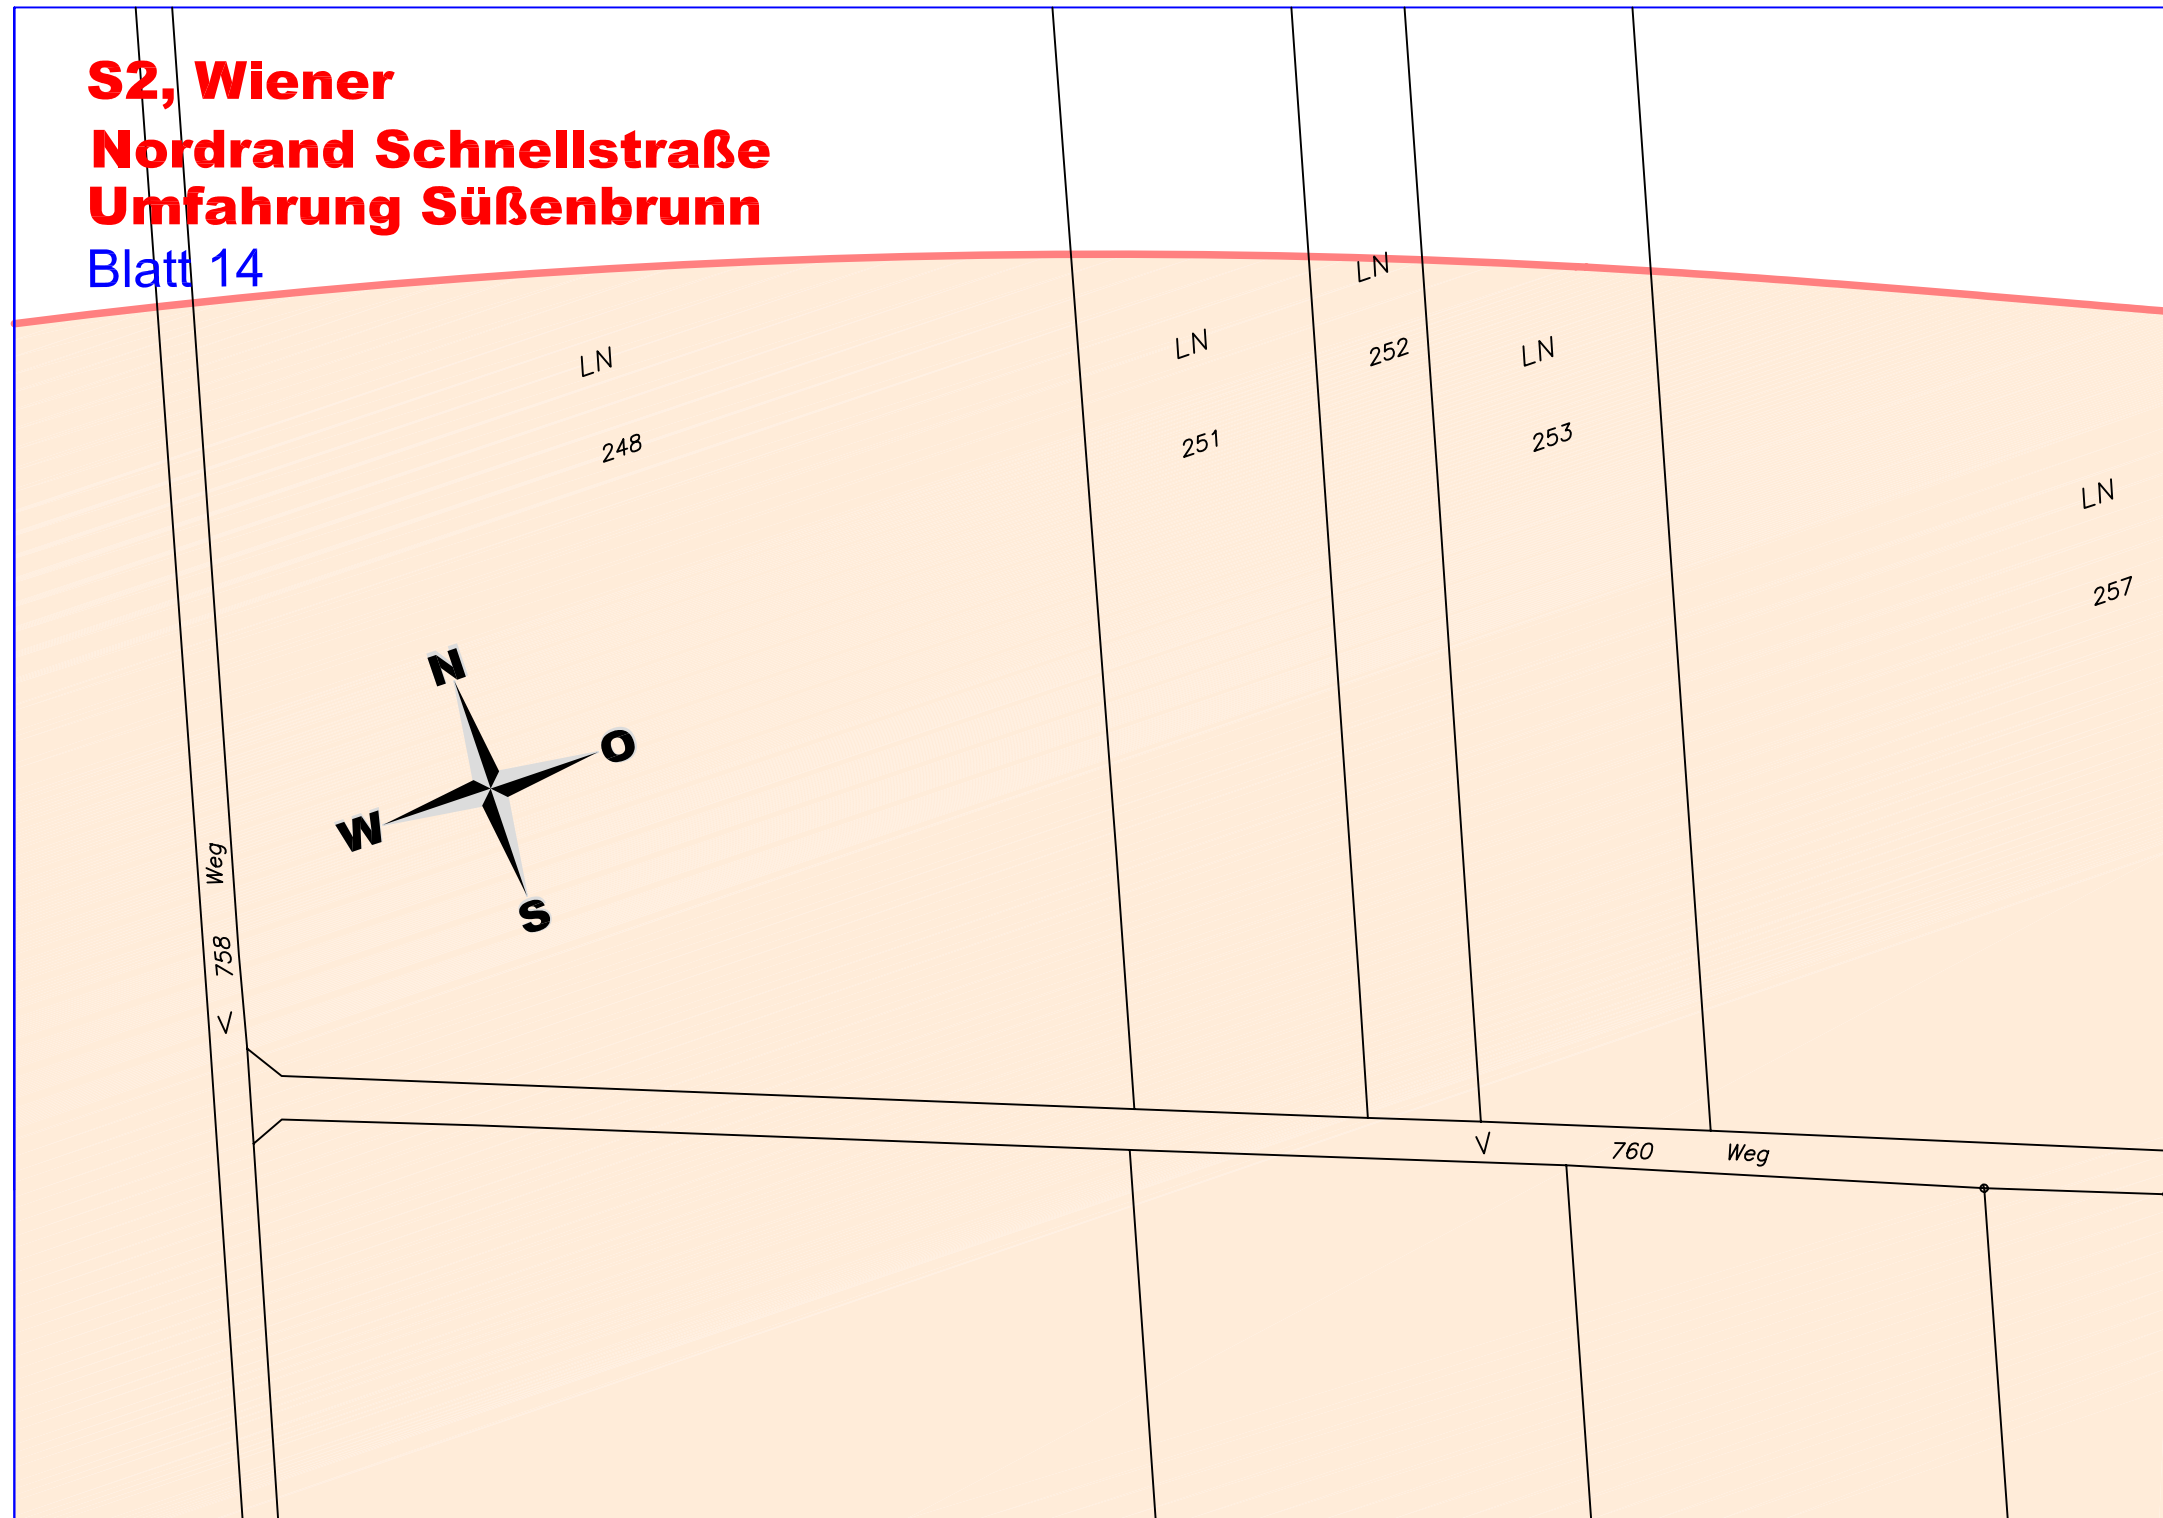 S2, Wiener
Nordrand Schnellstraße
Umfahrung Süßenbrunn
Blatt 14
LN
252
LN
251
LN
253
LN
248
LN
257
N
O
W
S
Weg
758
760 Weg